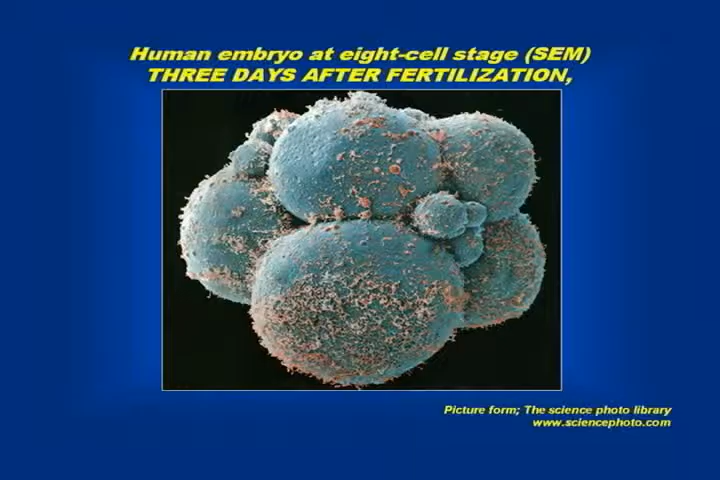 Human embryo at eight-cell stage (SEM)
THREE DAYS AFTER FERTILIZATION,
Picture form; The science photo library
www.sciencephoto.com